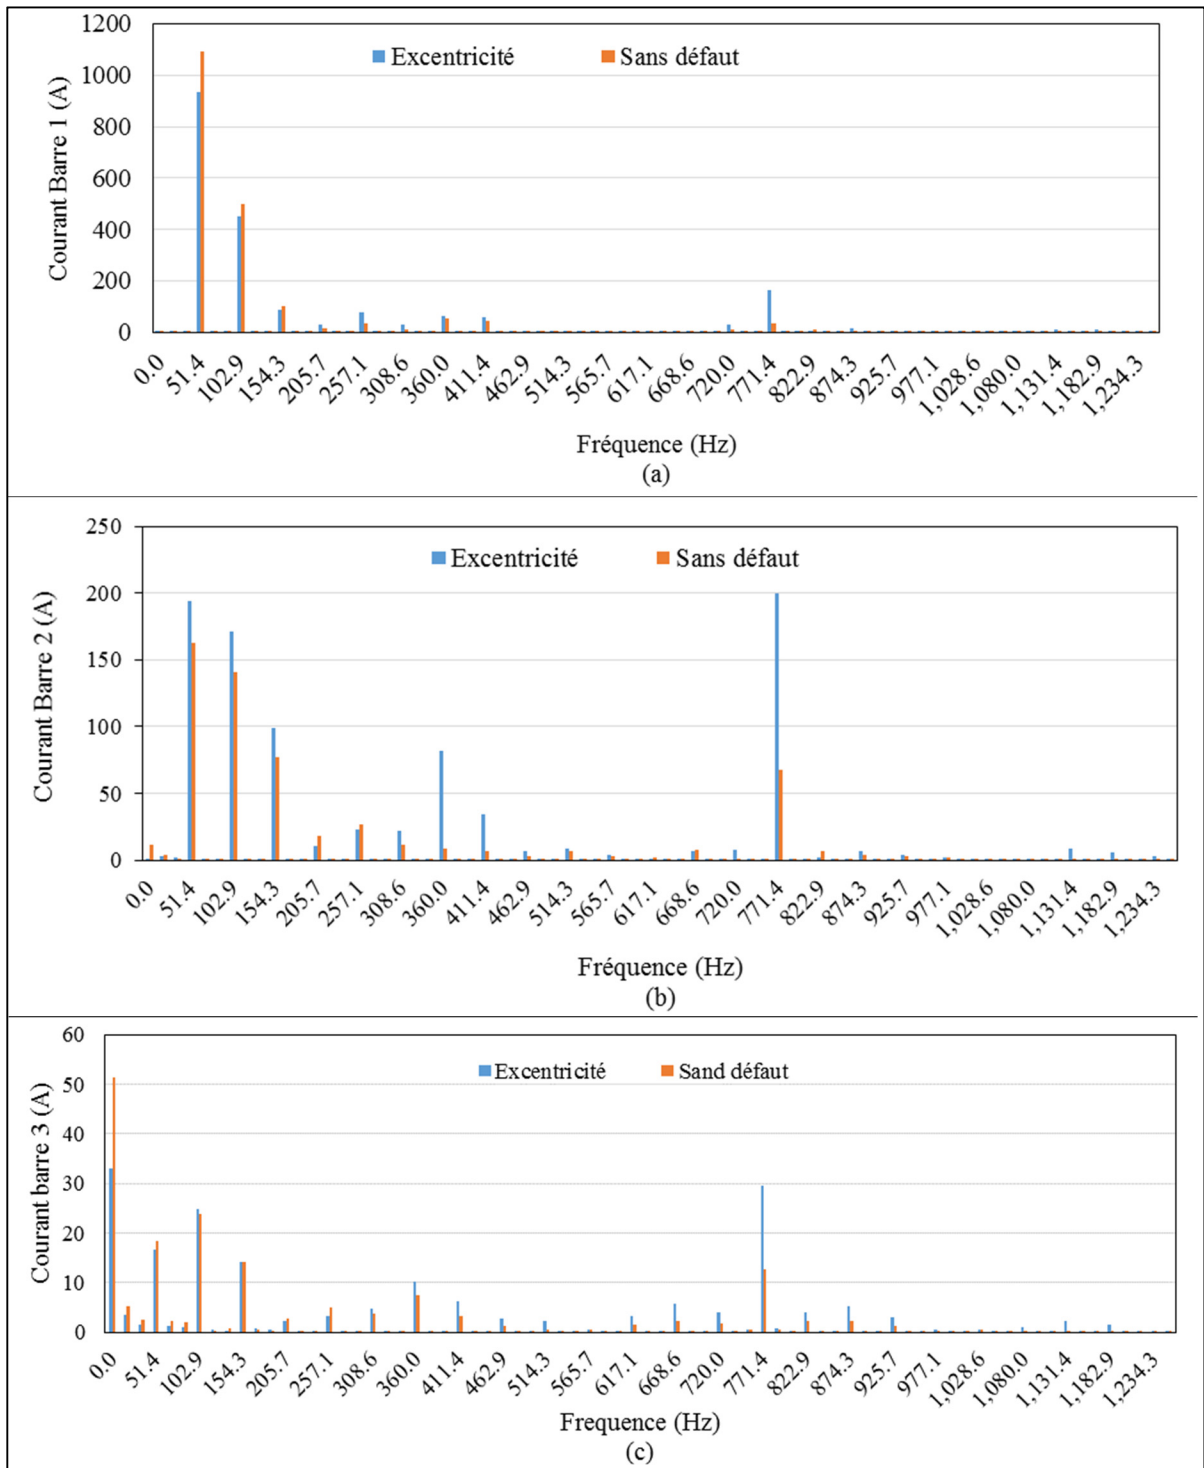 Courant Barre 1 (A)
1200
1000
800
600
400
200
0
Excentricité Sans défaut
0.0 51.4 102.9 154.3 205.7 257.1 308.6 360.0 411.4 462.9 514.3 565.7 617.1 668.6 720.0 771.4 822.9 874.3 925.7 977.1 1,028.6 1,080.0 1,131.4 1,182.9 1,234.3
Fréquence (Hz)
(a)
Courant Barre 2 (A)
250
200
150
100
50
0
Excentricité Sans défaut
0.0 51.4 102.9 154.3 205.7 257.1 308.6 360.0 411.4 462.9 514.3 565.7 617.1 668.6 720.0 771.4 822.9 874.3 925.7 977.1 1,028.6 1,080.0 1,131.4 1,182.9 1,234.3
Fréquence (Hz)
(b)
Courant barre 3 (A)
60
50
40
30
20
10
0
Excentricité Sand défaut
0.0 51.4 102.9 154.3 205.7 257.1 308.6 360.0 411.4 462.9 514.3 565.7 617.1 668.6 720.0 771.4 822.9 874.3 925.7 977.1 1,028.6 1,080.0 1,131.4 1,182.9 1,234.3
Frequence (Hz)
(c)